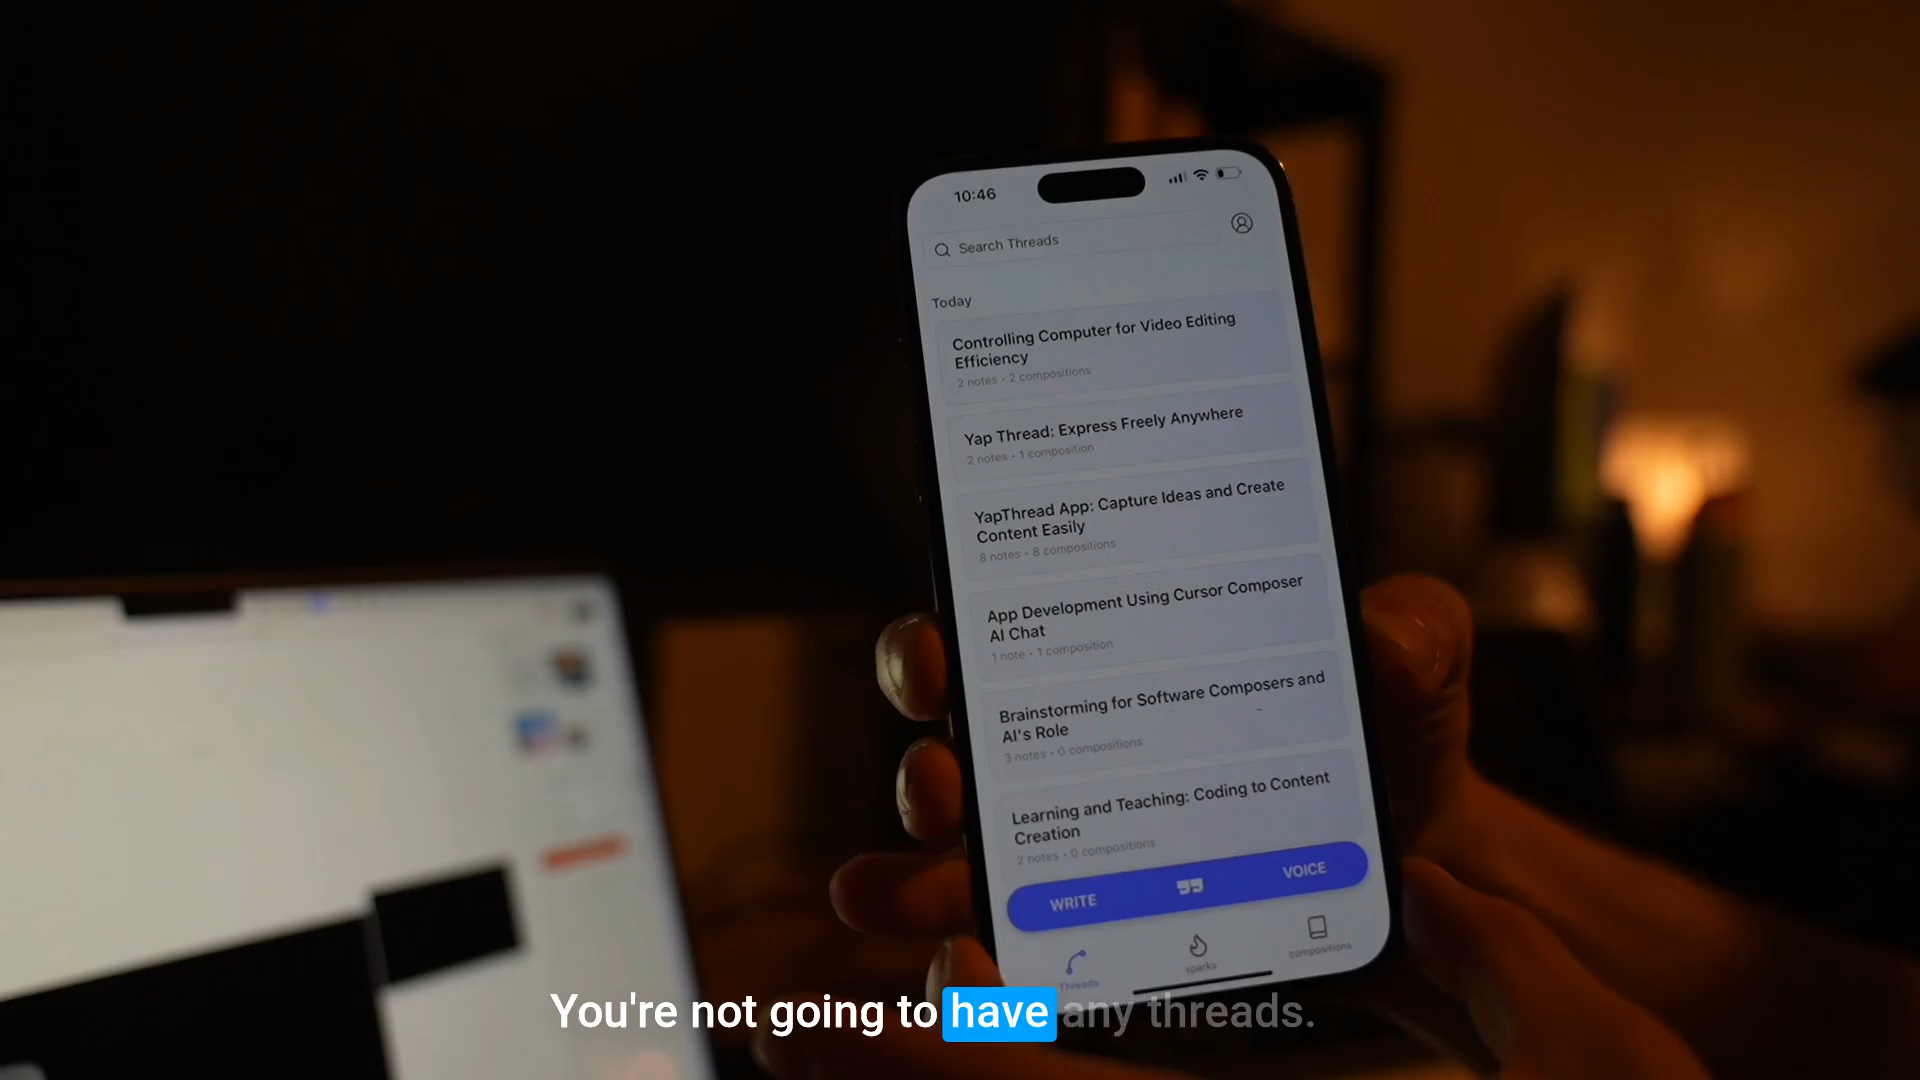 10:46
Search Threads
Today
Controlling Computer for Video Editing
Efficiency
2 notes • 2 compositions
Yap Thread: Express Freely Anywhere
2 notes • 1 composition
YapThread App: Capture Ideas and Create
Content Easily
8 notes • 8 compositions
App Development Using Cursor Composer
AI Chat
1 note • 1 composition
Brainstorming for Software Composers and
AI's Role
3 notes • 0 compositions
Learning and Teaching: Coding to Content
Creation
2 notes • 0 compositions
WRITE
VOICE
Threads
sparks
compositions
You're not going to have any threads.